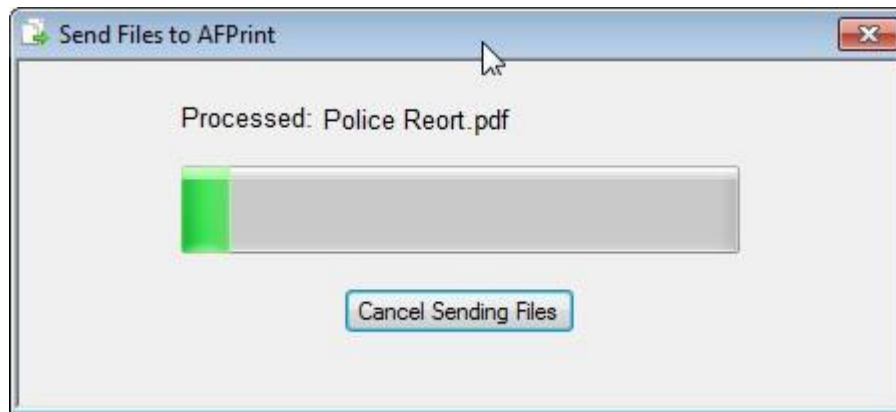 Send Files to AFPrint
Processed: Police Reort.pdf
Cancel Sending Files